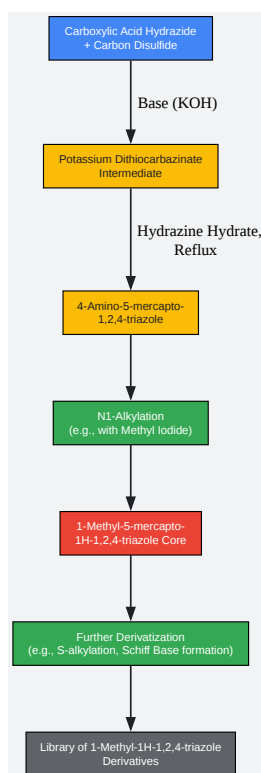 Carboxylic Acid Hydrazide
+ Carbon Disulfide
Base (KOH)
Potassium Dithiocarbazinate
Intermediate
Hydrazine Hydrate,
Reflux
4-Amino-5-mercapto-
1,2,4-triazole
N1-Alkylation
(e.g., with Methyl Iodide)
1-Methyl-5-mercapto-
1H-1,2,4-triazole Core
Further Derivatization
(e.g., S-alkylation, Schiff Base formation)
Library of 1-Methyl-1H-1,2,4-triazole
Derivatives